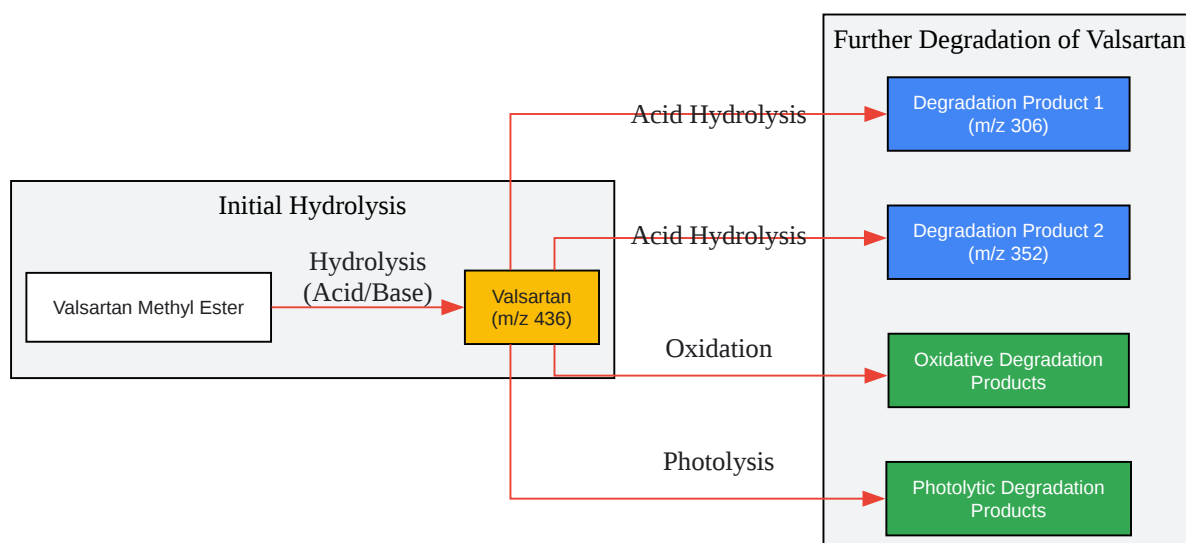 Further Degradation of Valsartan
Degradation Product 1
(m/z 306)
Acid Hydrolysis
Initial Hydrolysis
Acid Hydrolysis
Degradation Product 2
(m/z 352)
Hydrolysis
(Acid/Base)
Valsartan Methyl Ester
Valsartan
(m/z 436)
Oxidation
Oxidative Degradation
Products
Photolysis
Photolytic Degradation
Products